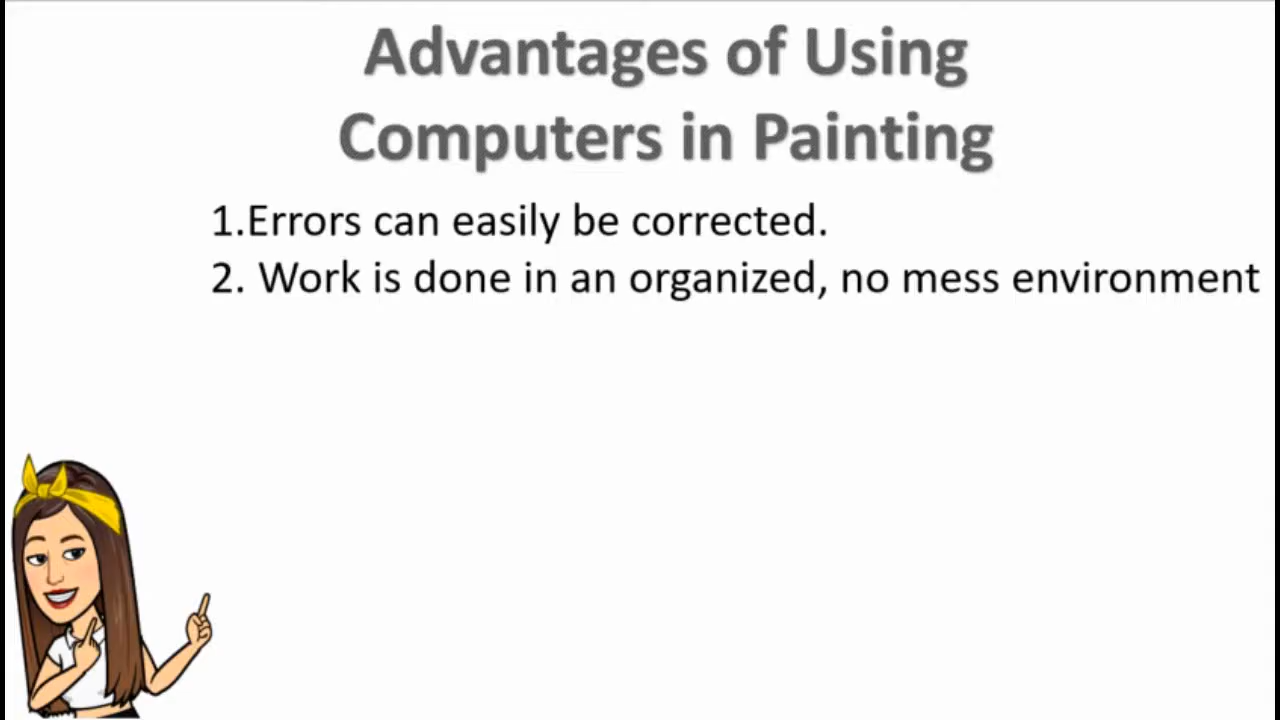 Advantages of Using
Computers in Painting
1.Errors can easily be corrected.
2. Work is done in an organized, no mess environment